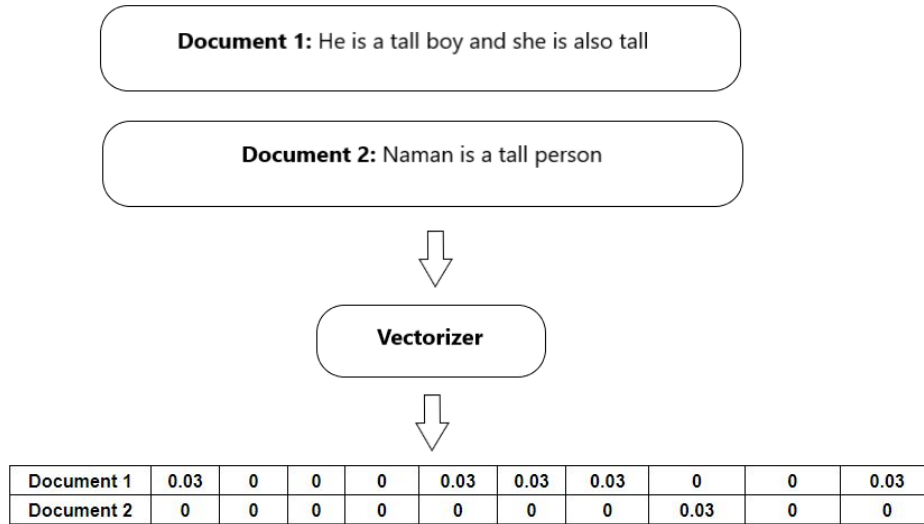 Document 1: He is a tall boy and she is also tall
Document 2: Naman is a tall person
Vectorizer
Document 1 0.03 0 0 0 0.03 0.03 0.03 0 0 0.03
Document 2 0 0 0 0 0 0 0 0.03 0 0